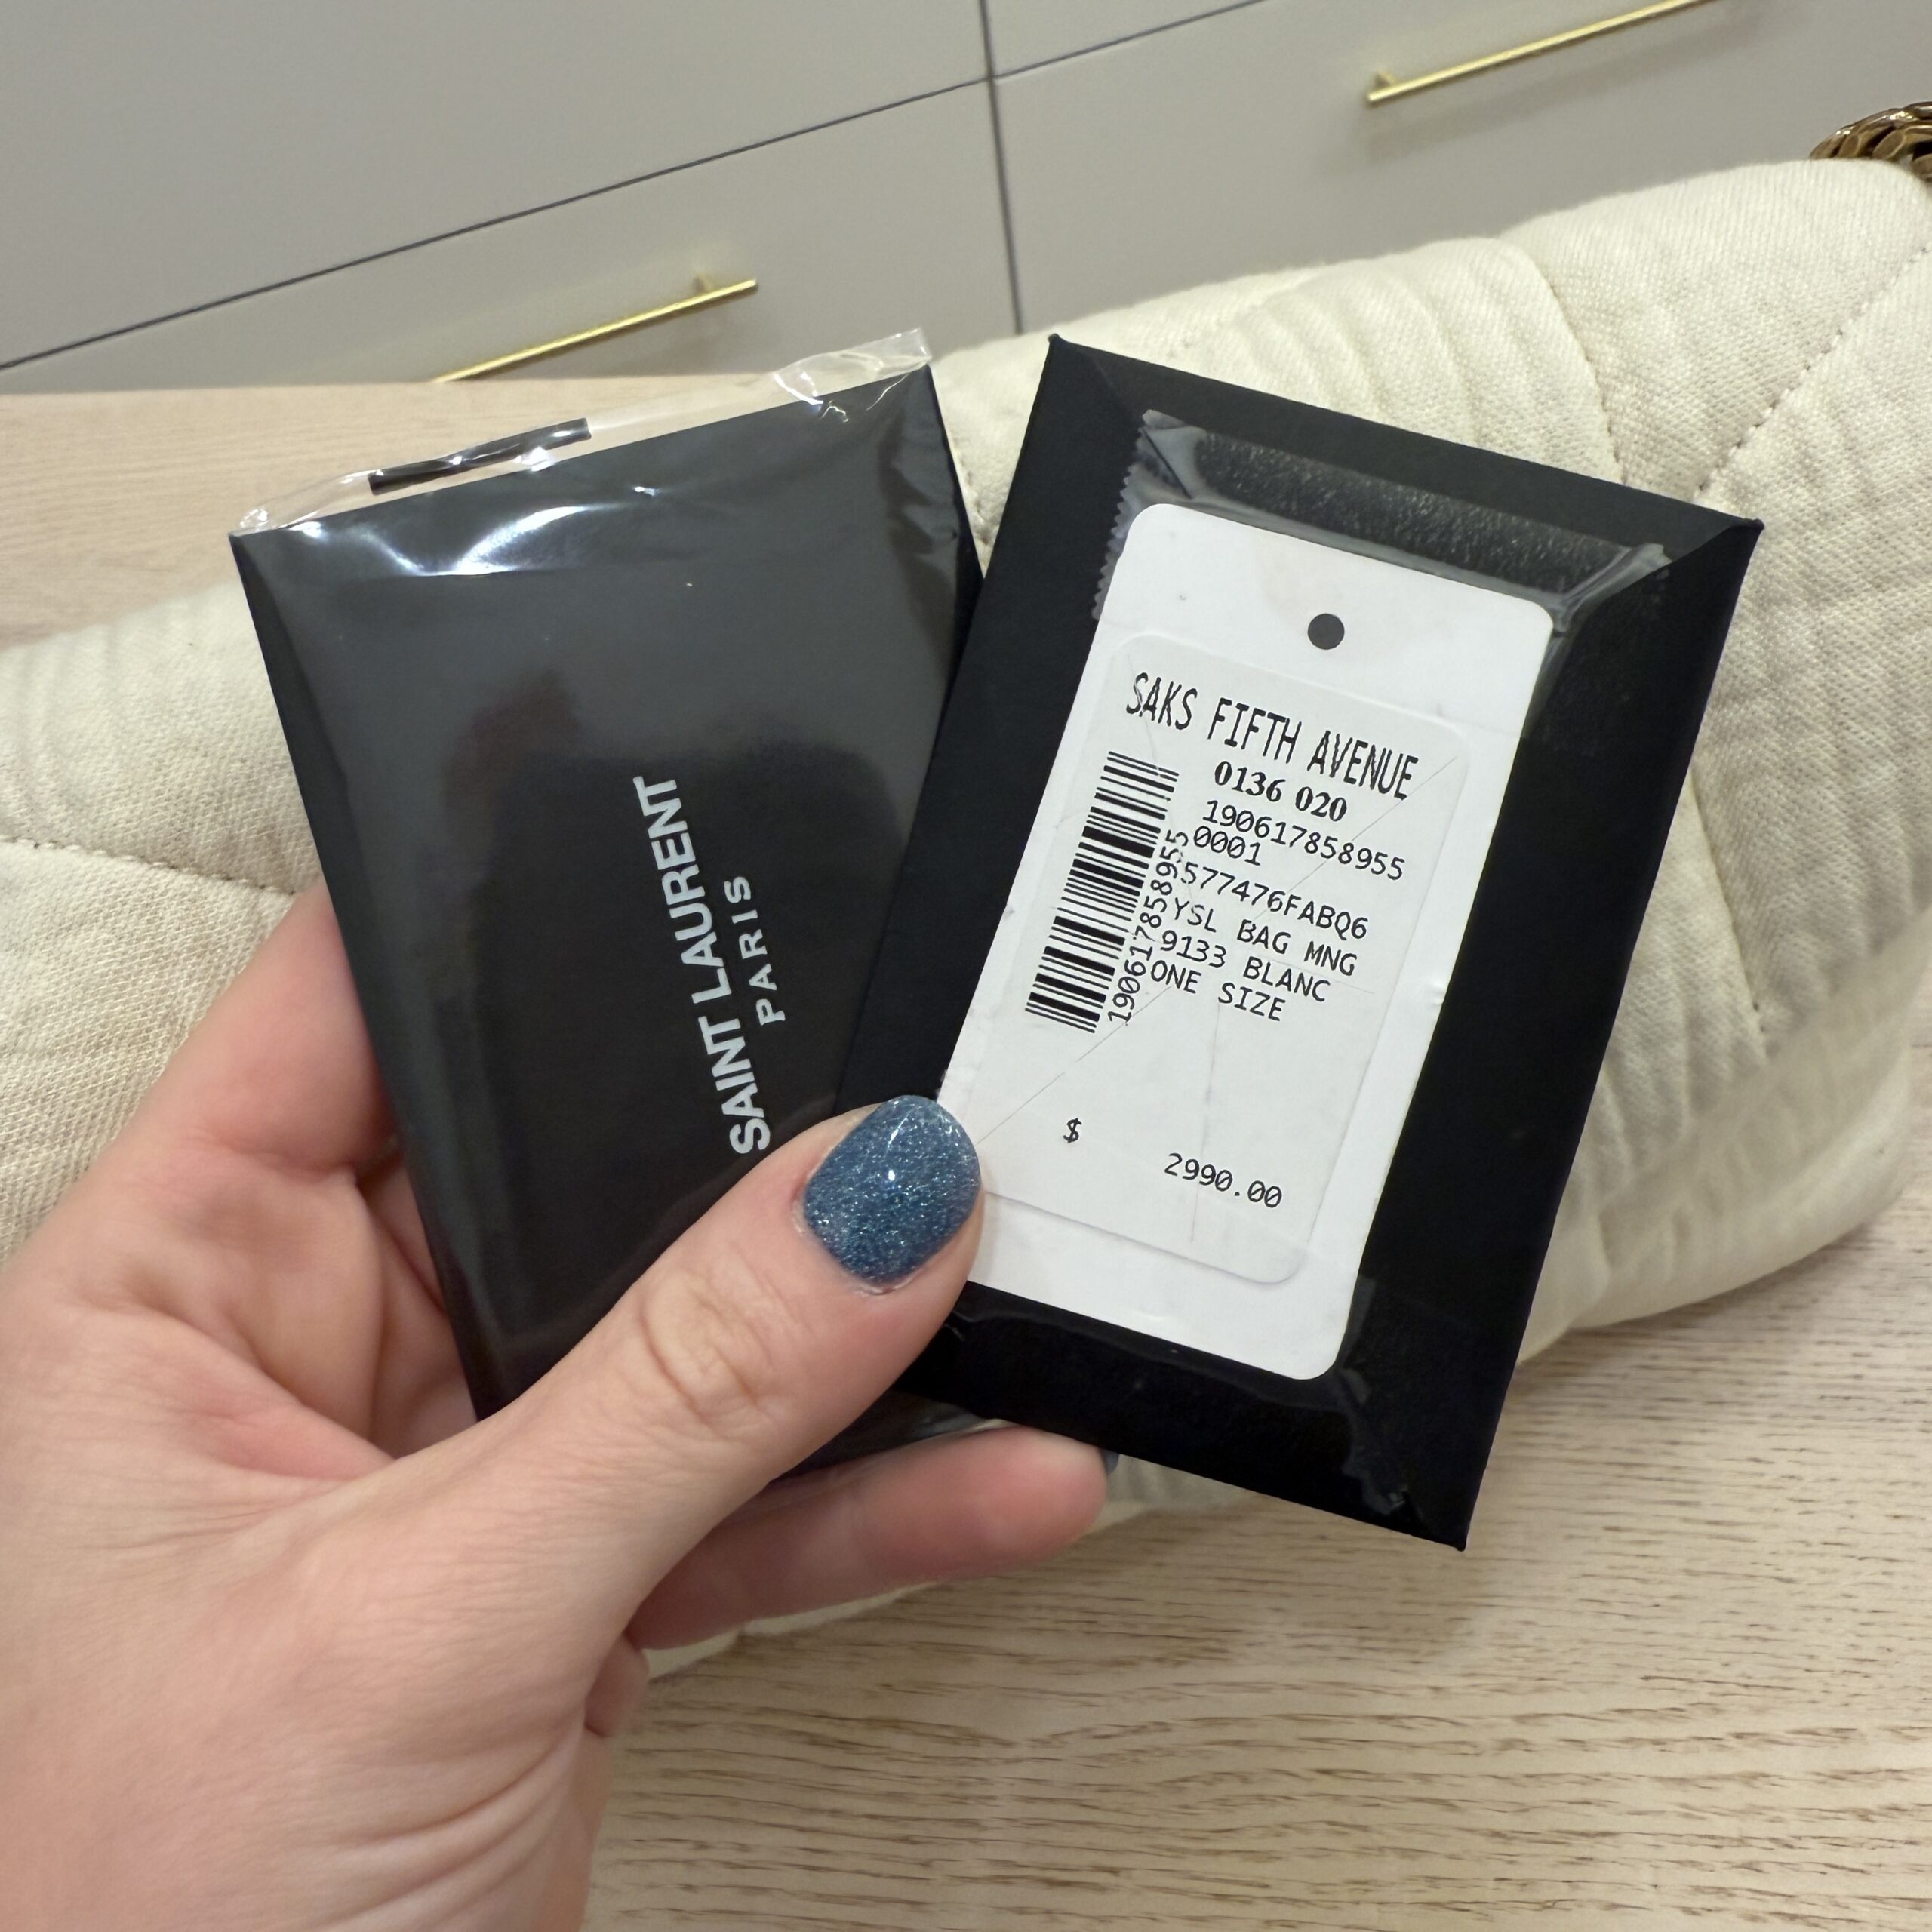 SAINT LAURENT
PARIS
SAKS FIFTH AVENUE
0136 020
190617858955
0001
577476FABQ6
YSL BAG MNG
9133 BLANC
ONE SIZE
190617858955
$ 2990.00